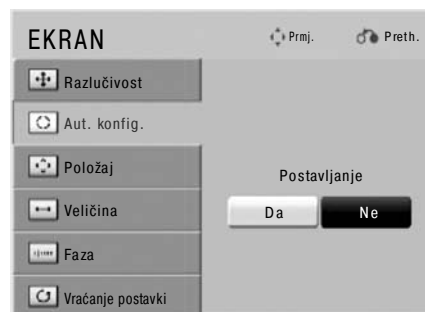 EKRAN
Prmj.
Preth.
Razlučivost
Aut. konfig.
Položaj
Veličina
Faza
Vraćanje postavki
Postavljanje
Da
Ne